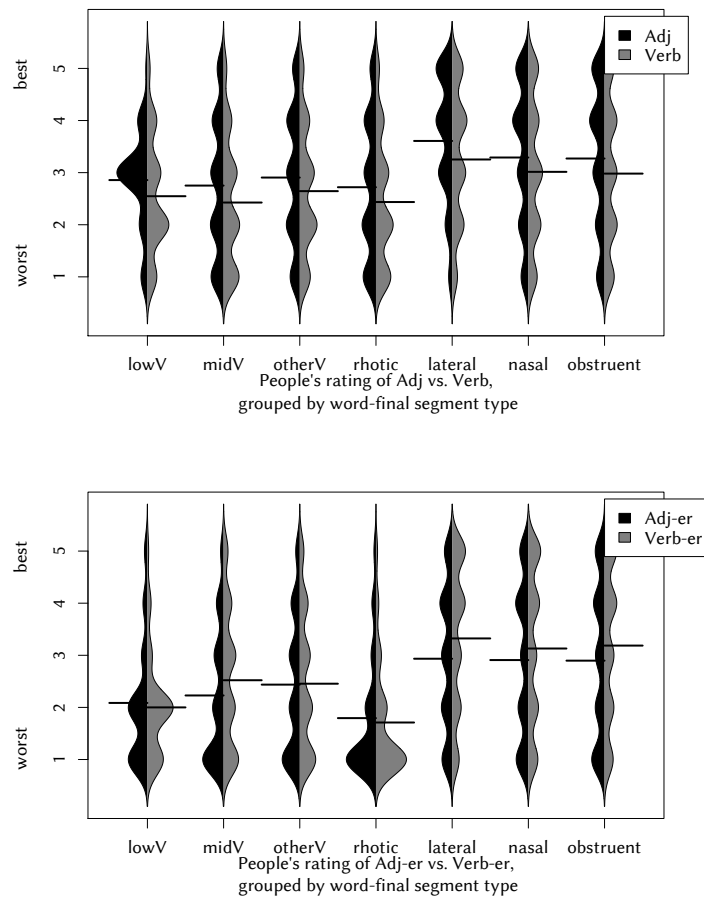 Adj
Verb
best
5
4
3
2
1
worst
lowV midV otherV rhotic lateral nasal obstruent
People's rating of Adj vs. Verb,
grouped by word-final segment type
Adj-er
Verb-er
best
5
4
3
2
1
worst
lowV midV otherV rhotic lateral nasal obstruent
People's rating of Adj-er vs. Verb-er,
grouped by word-final segment type